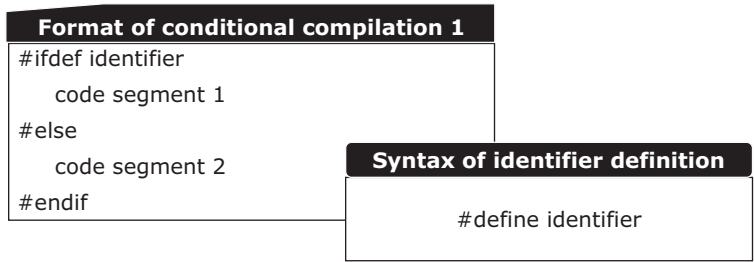 Format of conditional compilation 1
#ifdef identifier
code segment 1
#else
code segment 2
#endif
Syntax of identifier definition
#define identifier